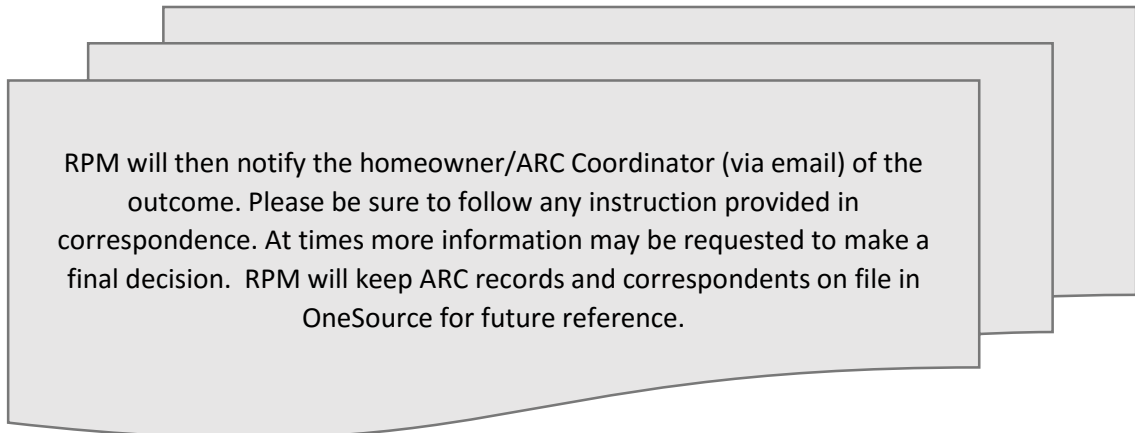 RPM will then notify the homeowner/ARC Coordinator (via email) of the
outcome. Please be sure to follow any instruction provided in
correspondence. At times more information may be requested to make a
final decision.  RPM will keep ARC records and correspondents on file in
OneSource for future reference.